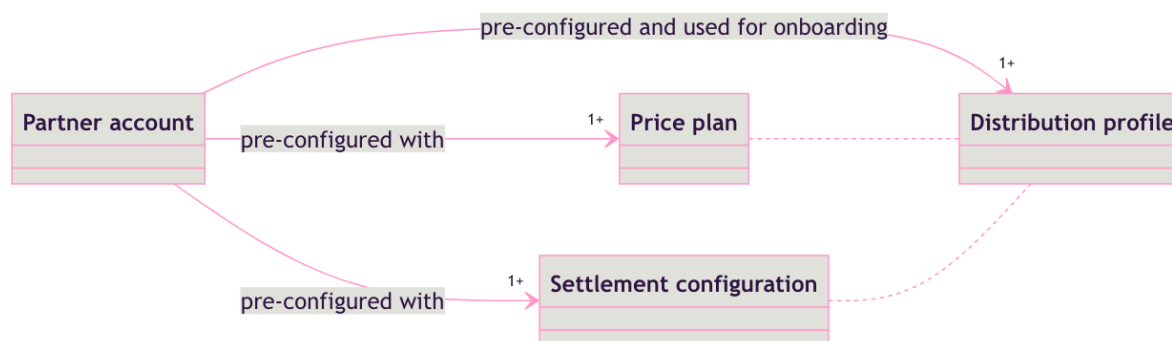 pre-configured and used for onboarding
1+
Partner account
pre-configured with
1+
Price plan
Distribution profile
1+
Settlement configuration
pre-configured with